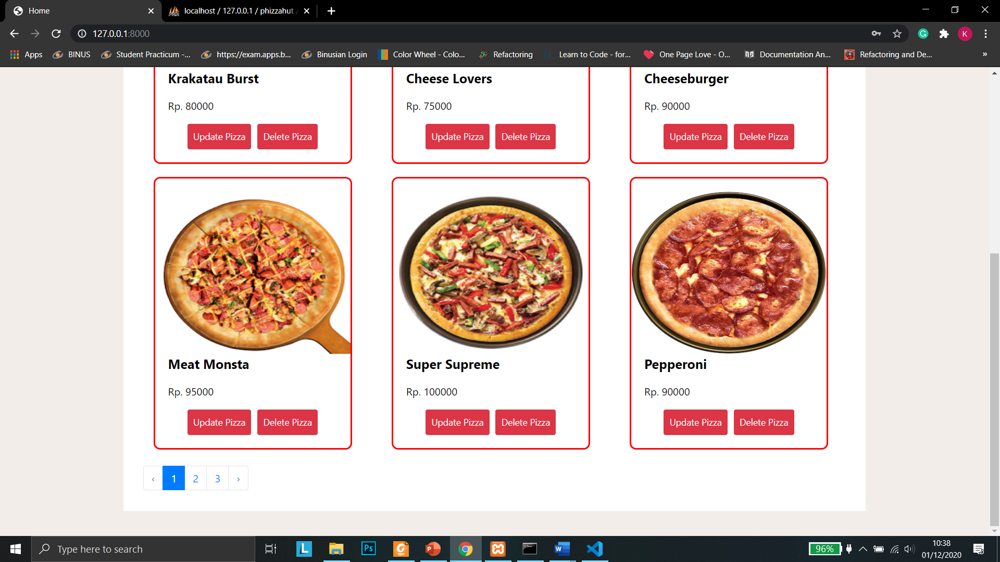 Home
localhost / 127.0.0.1 / phizzahut /
127.0.0.1:8000
K
Apps BINUS Student Practicum -... https://exam.apps.b... Binusian Login Color Wheel - Colo... Refactoring Learn to Code - for... One Page Love - O... Documentation An... Refactoring and De... »
Krakatau Burst Cheese Lovers Cheeseburger
Rp. 80000 Rp. 75000 Rp. 90000
Update Pizza Delete Pizza Update Pizza Delete Pizza Update Pizza Delete Pizza
Meat Monsta Super Supreme Pepperoni
Rp. 95000 Rp. 100000 Rp. 90000
Update Pizza Delete Pizza Update Pizza Delete Pizza Update Pizza Delete Pizza
‹ 1 2 3 ›
Type here to search
L
Ps
PDF
P
W
96%
10:38
01/12/2020